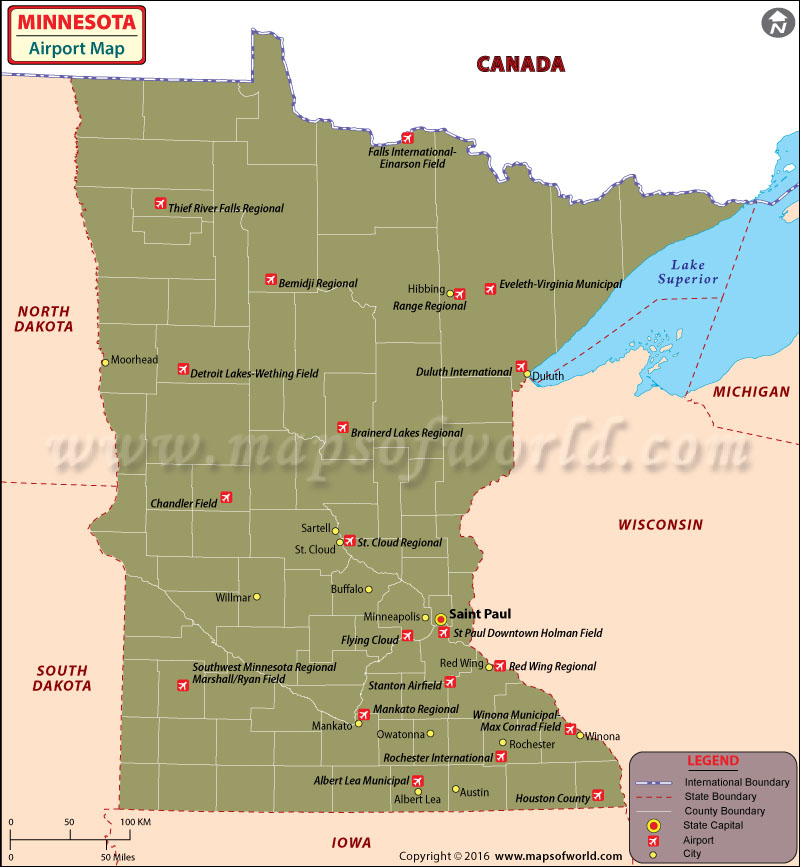 MINNESOTA
Airport Map
N
CANADA
Falls International-
Einarson Field
Thief River Falls Regional
Bemidji Regional
Hibbing
Range Regional
Eveleth-Virginia Municipal
Lake
Superior
NORTH
DAKOTA
Moorhead
Detroit Lakes-Wething Field
Duluth International
Duluth
MICHIGAN
Brainerd Lakes Regional
www.mapsofworld.com
Chandler Field
WISCONSIN
Sartell
St. Cloud
St. Cloud Regional
Willmar
Buffalo
Minneapolis
Saint Paul
Flying Cloud
St Paul Downtown Holman Field
SOUTH
DAKOTA
Southwest Minnesota Regional
Marshall/Ryan Field
Red Wing
Red Wing Regional
Stanton Airfield
Mankato Regional
Mankato
Winona Municipal-
Max Conrad Field
Winona
Owatonna
Rochester
Rochester International
Albert Lea Municipal
Albert Lea
Austin
Houston County
IOWA
0 50 100 KM
0 50 Miles
LEGEND
International Boundary
State Boundary
County Boundary
State Capital
Airport
City
Copyright © 2016 www.mapsofworld.com